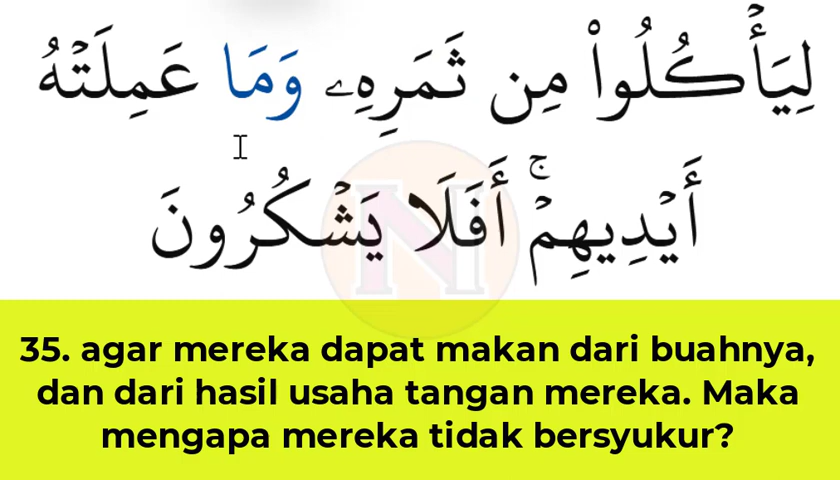 لِيَأْكُلُوا۟ مِن ثَمَرِهِۦ وَمَا عَمِلَتْهُ
أَيْدِيهِمْ ۚ أَفَلَا يَشْكُرُونَ
N
35. agar mereka dapat makan dari buahnya,
dan dari hasil usaha tangan mereka. Maka
mengapa mereka tidak bersyukur?